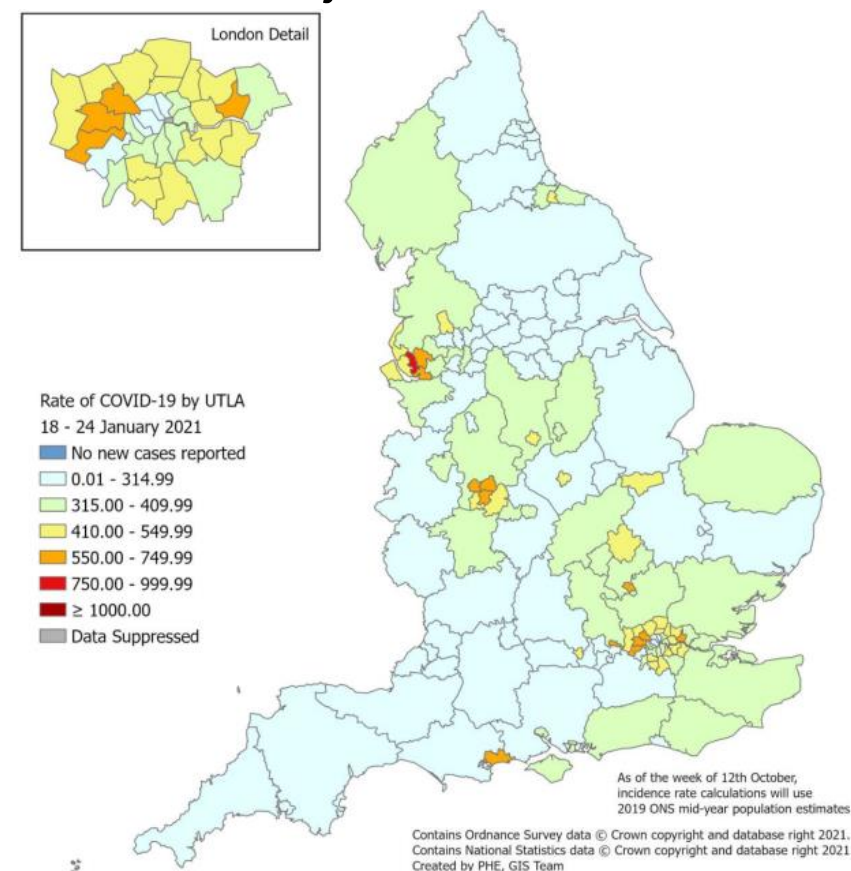 London Detail
Rate of COVID-19 by UTLA
18 - 24 January 2021
No new cases reported
0.01 - 314.99
315.00 - 409.99
410.00 - 549.99
550.00 - 749.99
750.00 - 999.99
≥ 1000.00
Data Suppressed
As of the week of 12th October,
incidence rate calculations will use
2019 ONS mid-year population estimates
Contains Ordnance Survey data © Crown copyright and database right 2021.
Contains National Statistics data © Crown copyright and database right 2021
Created by PHE, GIS Team